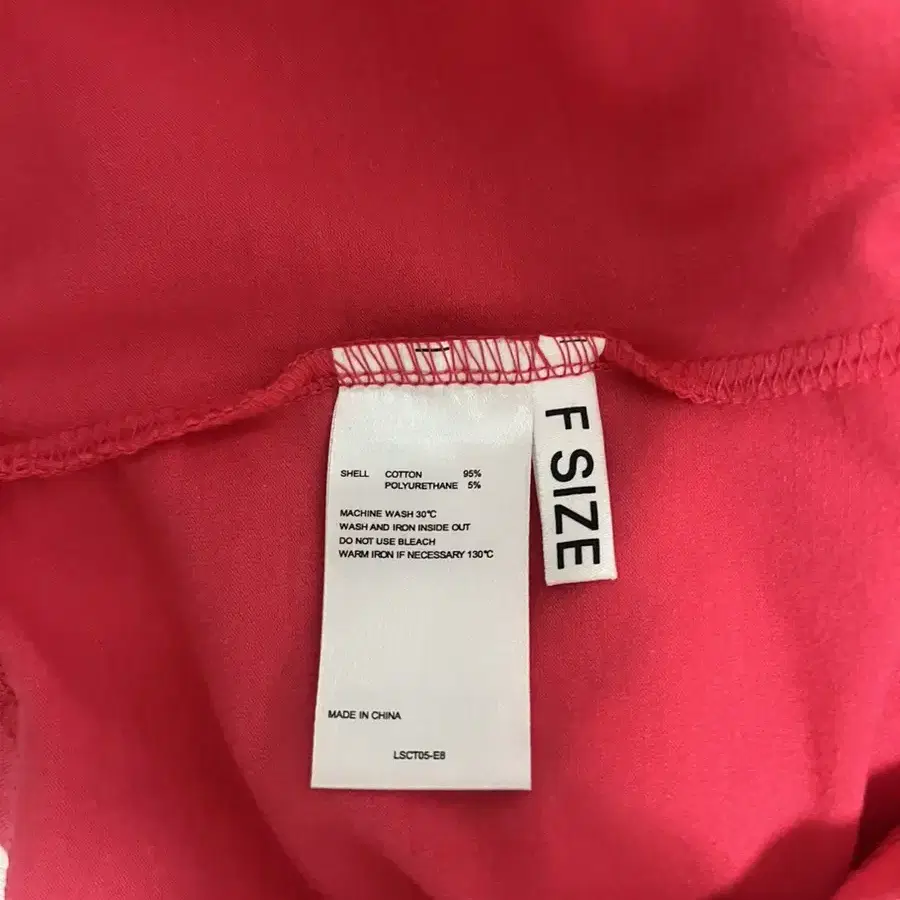 SHELL COTTON 95%
POLYURETHANE 5%
MACHINE WASH 30°C
WASH AND IRON INSIDE OUT
DO NOT USE BLEACH
WARM IRON IF NECESSARY 130°C
MADE IN CHINA
LSCT05-E8
F SIZE